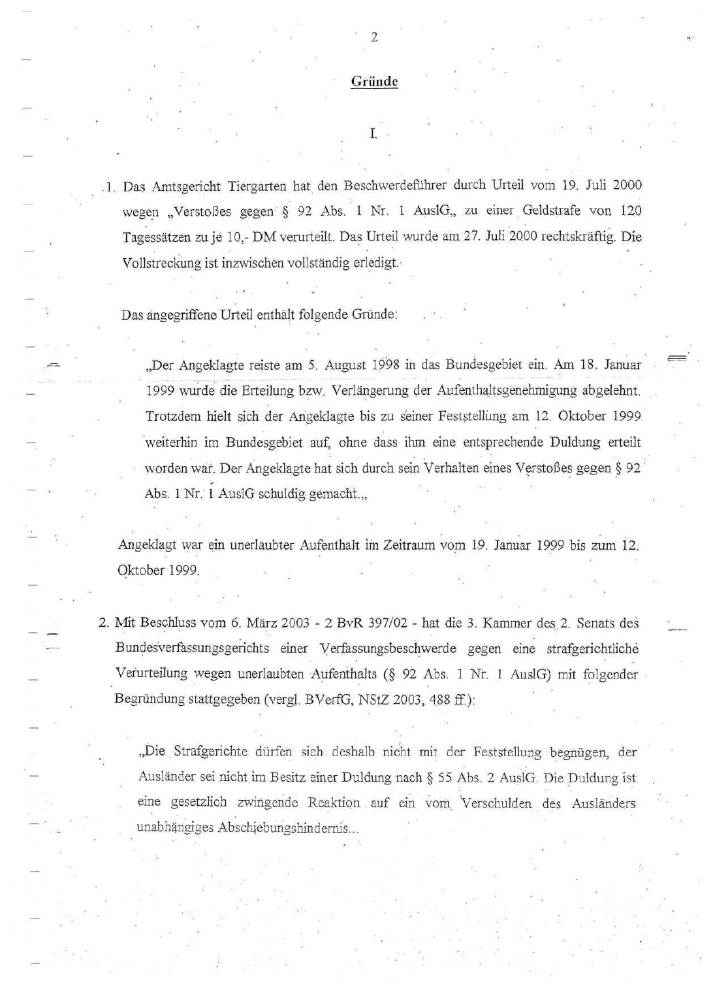 2
Gründe
I.
1. Das Amtsgericht Tiergarten hat den Beschwerdeführer durch Urteil vom 19. Juli 2000
wegen „Verstoßes gegen § 92 Abs. 1 Nr. 1 AuslG„ zu einer Geldstrafe von 120
Tagessätzen zu je 10,- DM verurteilt. Das Urteil wurde am 27. Juli 2000 rechtskräftig. Die
Vollstreckung ist inzwischen vollständig erledigt.
Das angegriffene Urteil enthält folgende Gründe:
„Der Angeklagte reiste am 5. August 1998 in das Bundesgebiet ein. Am 18. Januar
1999 wurde die Erteilung bzw. Verlängerung der Aufenthaltsgenehmigung abgelehnt.
Trotzdem hielt sich der Angeklagte bis zu seiner Feststellung am 12. Oktober 1999
weiterhin im Bundesgebiet auf, ohne dass ihm eine entsprechende Duldung erteilt
worden war. Der Angeklagte hat sich durch sein Verhalten eines Verstoßes gegen § 92
Abs. 1 Nr. 1 AuslG schuldig gemacht.„
Angeklagt war ein unerlaubter Aufenthalt im Zeitraum vom 19. Januar 1999 bis zum 12.
Oktober 1999.
2. Mit Beschluss vom 6. März 2003 - 2 BvR 397/02 - hat die 3. Kammer des 2. Senats des
Bundesverfassungsgerichts einer Verfassungsbeschwerde gegen eine strafgerichtliche
Verurteilung wegen unerlaubten Aufenthalts (§ 92 Abs. 1 Nr. 1 AuslG) mit folgender
Begründung stattgegeben (vergl. BVerfG, NStZ 2003, 488 ff.):
„Die Strafgerichte dürfen sich deshalb nicht mit der Feststellung begnügen, der
Ausländer sei nicht im Besitz einer Duldung nach § 55 Abs. 2 AuslG. Die Duldung ist
eine gesetzlich zwingende Reaktion auf ein vom Verschulden des Ausländers
unabhängiges Abschiebungshindernis...